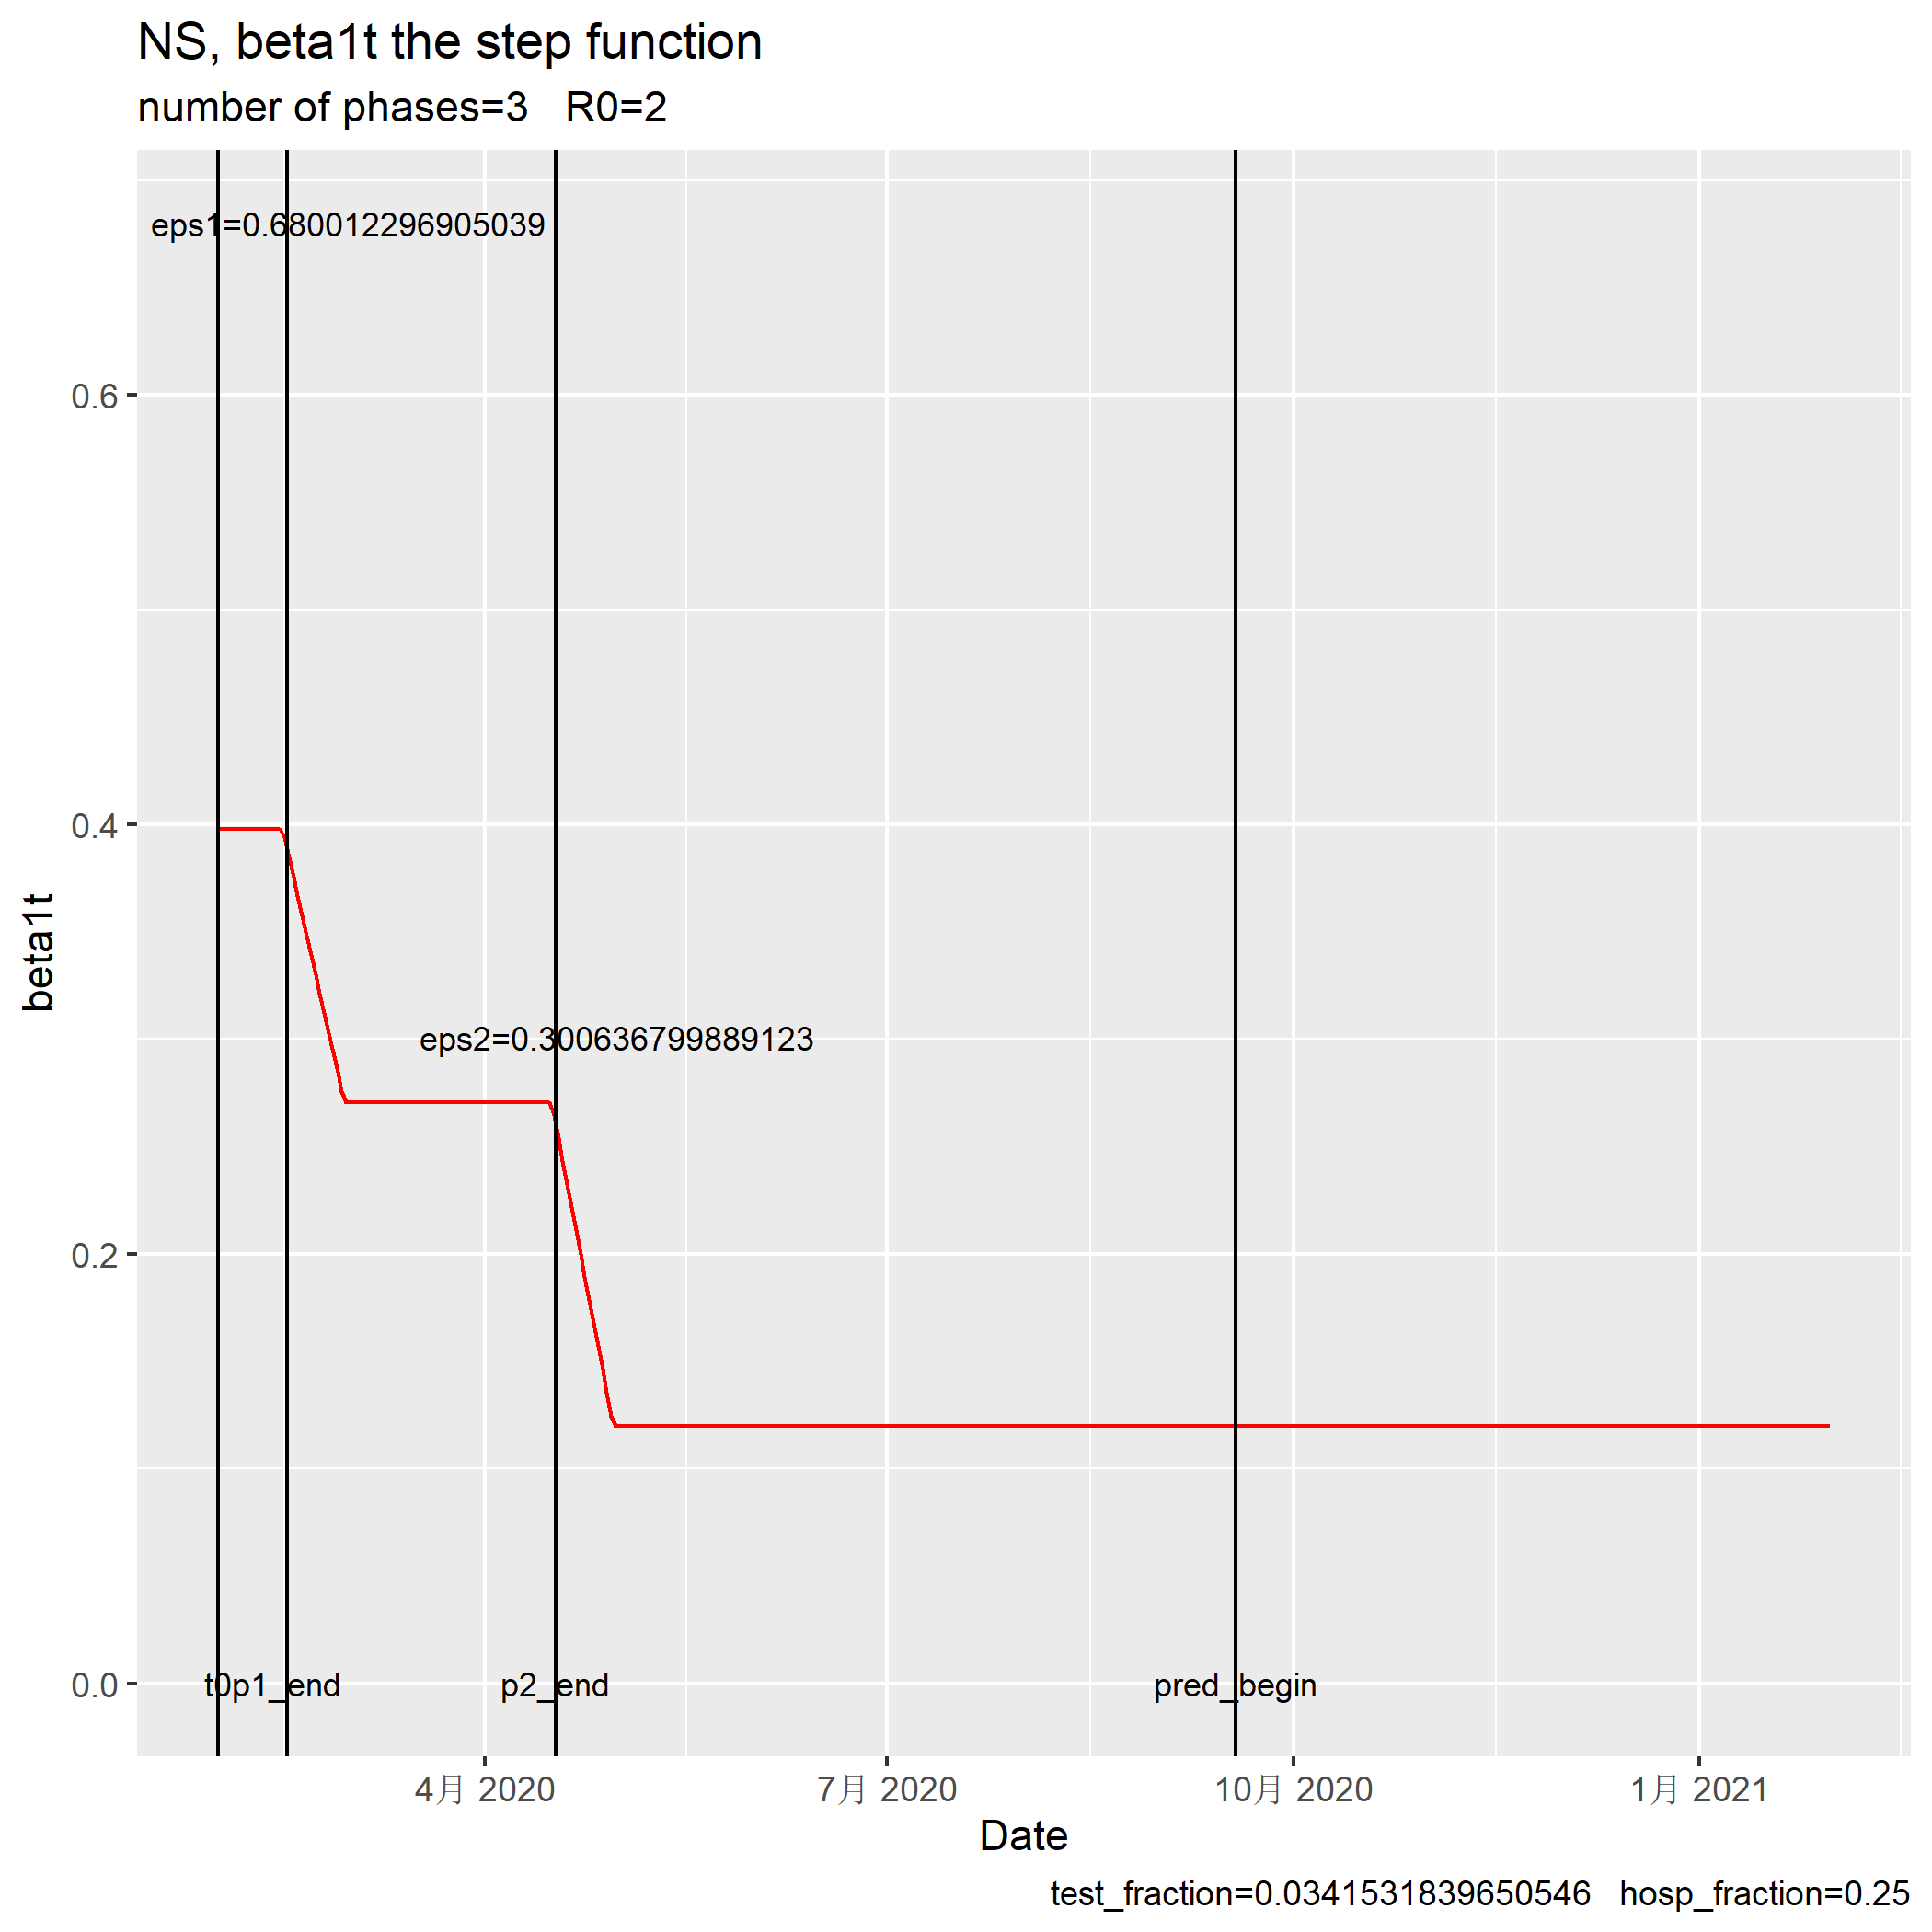 NS, beta1t the step function
number of phases=3   R0=2
eps1=0.680012296905039
0.6
0.4
beta1t
eps2=0.300636799889123
0.2
0.0
t0p1_end
p2_end
pred_begin
4月 2020
7月 2020
10月 2020
1月 2021
Date
test_fraction=0.0341531839650546   hosp_fraction=0.25